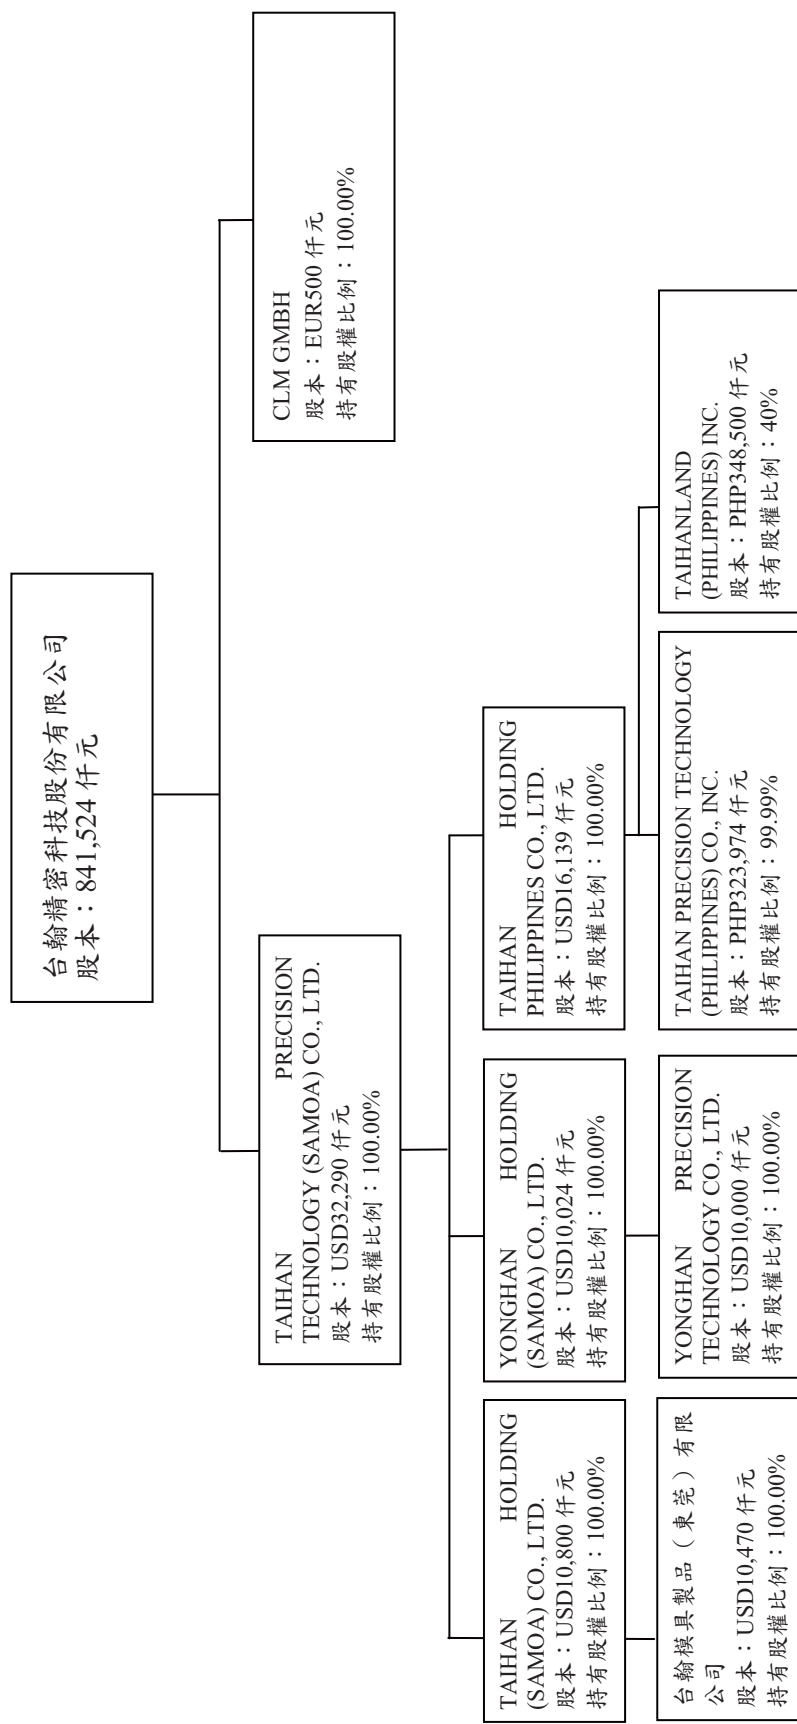 台翰精密科技股份有限公司
股本：841,524 仟元
TAIHAN PRECISION
TECHNOLOGY (SAMOA) CO., LTD.
股本：USD32,290 仟元
持有股權比例：100.00%
CLM GMBH
股本：EUR500 仟元
持有股權比例：100.00%
TAIHAN HOLDING
(SAMOA) CO., LTD.
股本：USD10,800 仟元
持有股權比例：100.00%
YONGHAN HOLDING
(SAMOA) CO., LTD.
股本：USD10,024 仟元
持有股權比例：100.00%
TAIHAN HOLDING
PHILIPPINES CO., LTD.
股本：USD16,139 仟元
持有股權比例：100.00%
台翰模具製品（東莞）有限
公司
股本：USD10,470 仟元
持有股權比例：100.00%
YONGHAN PRECISION
TECHNOLOGY CO., LTD.
股本：USD10,000 仟元
持有股權比例：100.00%
TAIHAN PRECISION TECHNOLOGY
(PHILIPPINES) CO., INC.
股本：PHP323,974 仟元
持有股權比例：99.99%
TAIHANLAND
(PHILIPPINES) INC.
股本：PHP348,500 仟元
持有股權比例：40%